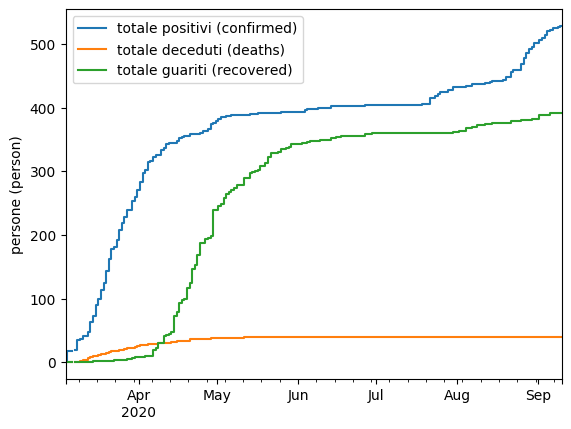 totale positivi (confirmed)
totale deceduti (deaths)
totale guariti (recovered)
persone (person)
500
400
300
200
100
0
Apr
2020
May
Jun
Jul
Aug
Sep